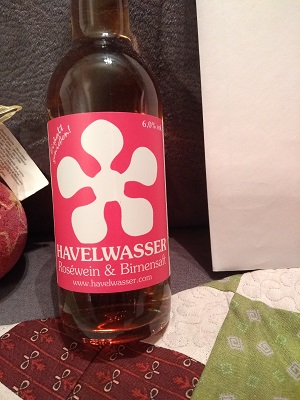 6,0% vol
HAVELWASSER
Roséwein & Birnensaft
www.havelwasser.com